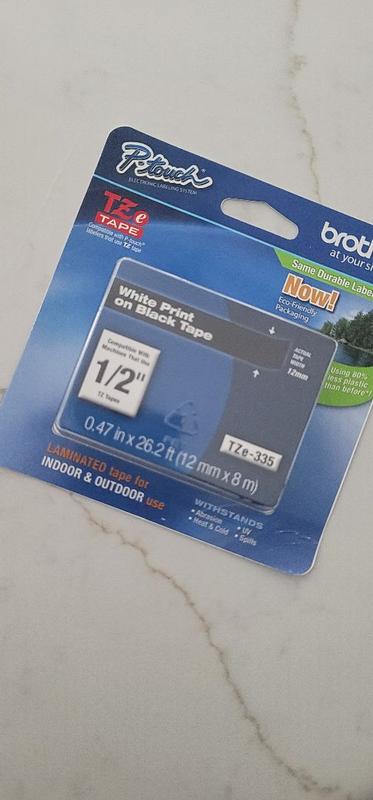 P-touch
ELECTRONIC LABELING SYSTEM
TZe
TAPE
Compatible with P-touch®
labelers that use TZ tape
broth
at your si
Same Durable Labe
Now!
Eco-Friendly
Packaging
Using 80%
less plastic
than before*!
White Print
on Black Tape
ACTUAL
TAPE
WIDTH
12mm
Compatible With
Machines That Use
1/2"
TZ Tapes
0.47 in x 26.2 ft (12 mm x 8 m)
TZe-335
LAMINATED tape for
INDOOR & OUTDOOR use
WITHSTANDS
• Abrasion
• UV
• Heat & Cold
• Spills